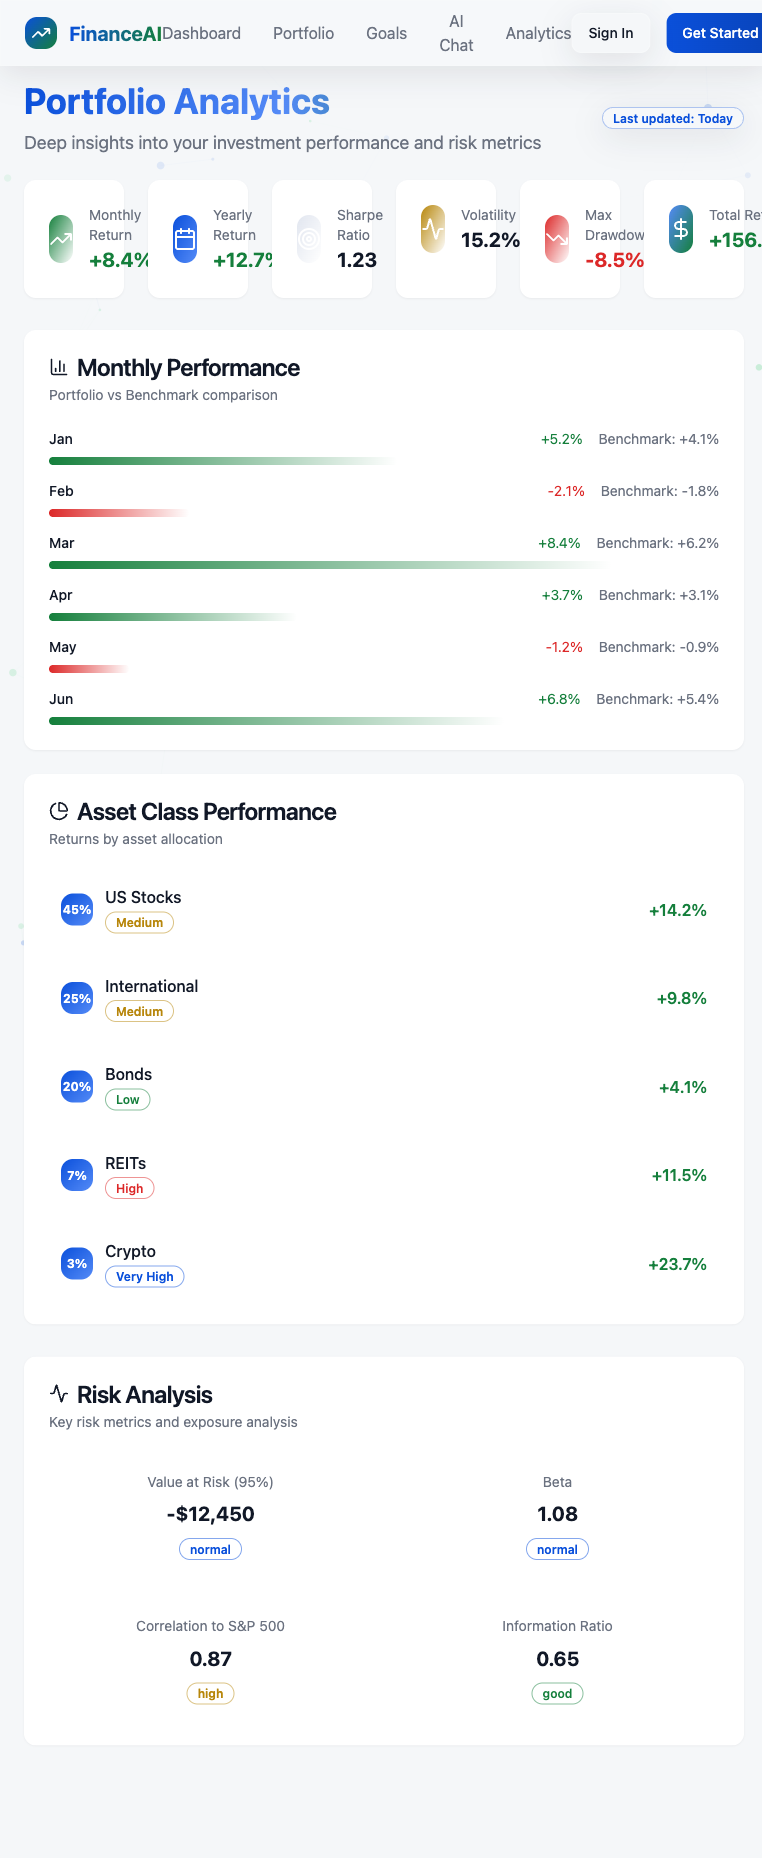 FinanceAI
Dashboard
Portfolio
Goals
AI
Chat
Analytics
Sign In
Get Started
Portfolio Analytics
Deep insights into your investment performance and risk metrics
Last updated: Today
Monthly
Return
+8.4%
Yearly
Return
+12.7%
Sharpe
Ratio
1.23
Volatility
15.2%
Max
Drawdow
-8.5%
Total Re
+156.
Monthly Performance
Portfolio vs Benchmark comparison
Jan +5.2% Benchmark: +4.1%
Feb -2.1% Benchmark: -1.8%
Mar +8.4% Benchmark: +6.2%
Apr +3.7% Benchmark: +3.1%
May -1.2% Benchmark: -0.9%
Jun +6.8% Benchmark: +5.4%
Asset Class Performance
Returns by asset allocation
45% US Stocks
Medium
+14.2%
25% International
Medium
+9.8%
20% Bonds
Low
+4.1%
7% REITs
High
+11.5%
3% Crypto
Very High
+23.7%
Risk Analysis
Key risk metrics and exposure analysis
Value at Risk (95%)
-$12,450
normal
Beta
1.08
normal
Correlation to S&P 500
0.87
high
Information Ratio
0.65
good